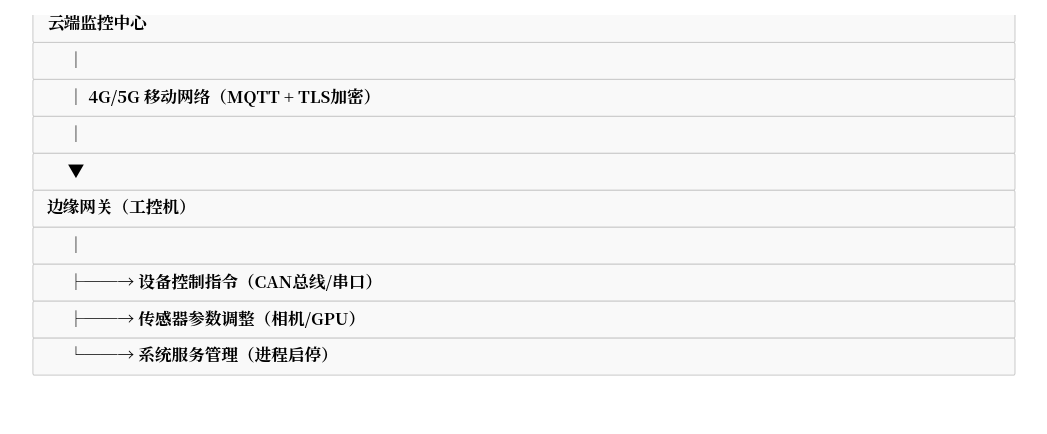 云端监控中心
│
│ 4G/5G 移动网络（MQTT + TLS加密）
│
▼
边缘网关（工控机）
│
├───→ 设备控制指令（CAN总线/串口）
├───→ 传感器参数调整（相机/GPU）
└───→ 系统服务管理（进程启停）